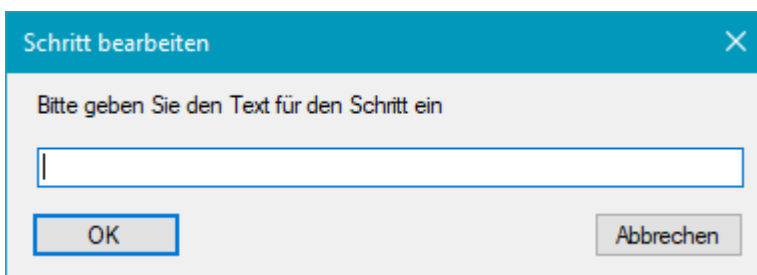 Schritt bearbeiten
Bitte geben Sie den Text für den Schritt ein
OK
Abbrechen